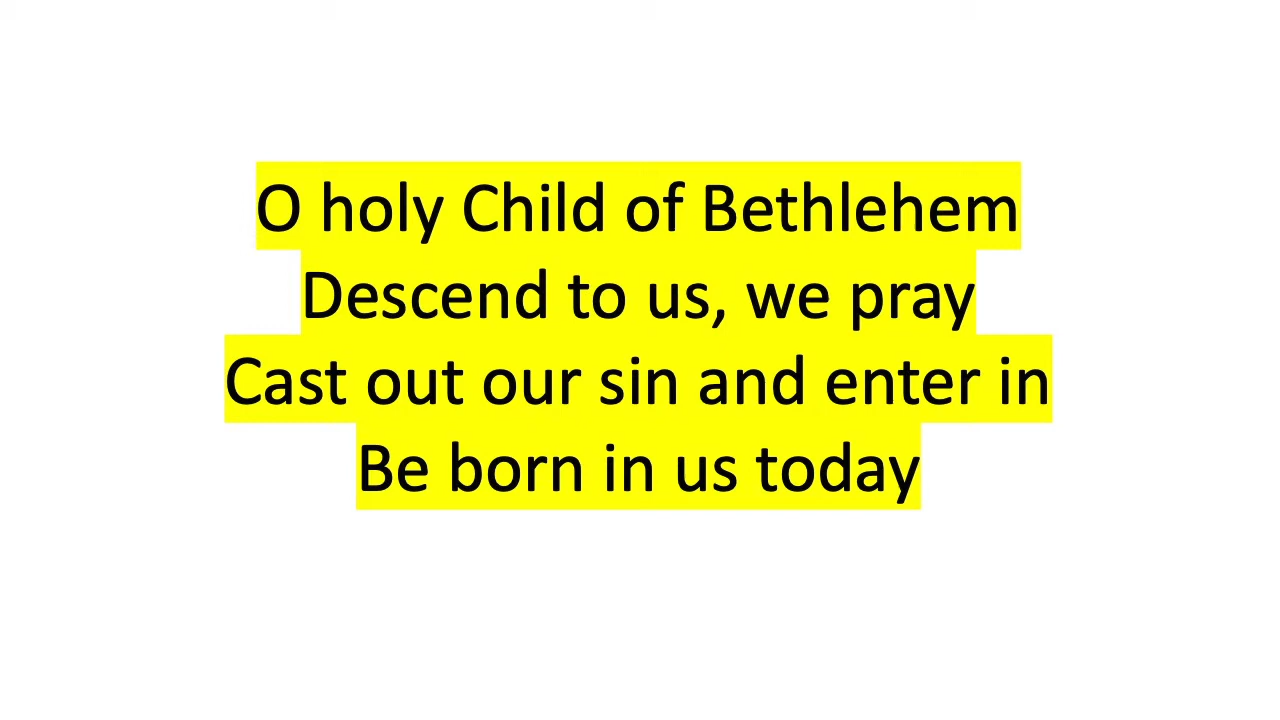 O holy Child of Bethlehem
Descend to us, we pray
Cast out our sin and enter in
Be born in us today